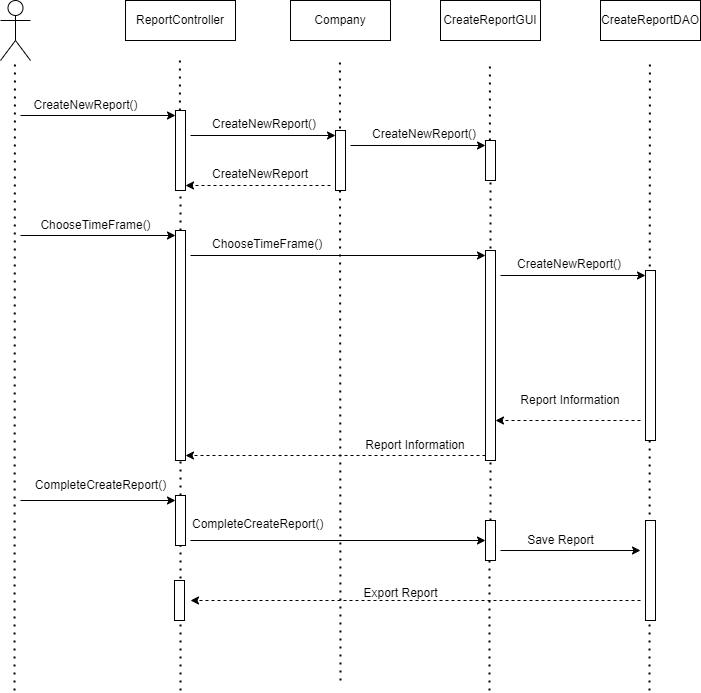 ReportController
Company
CreateReportGUI
CreateReportDAO
CreateNewReport()
CreateNewReport()
CreateNewReport()
CreateNewReport
ChooseTimeFrame()
ChooseTimeFrame()
CreateNewReport()
Report Information
Report Information
CompleteCreateReport()
CompleteCreateReport()
Save Report
Export Report